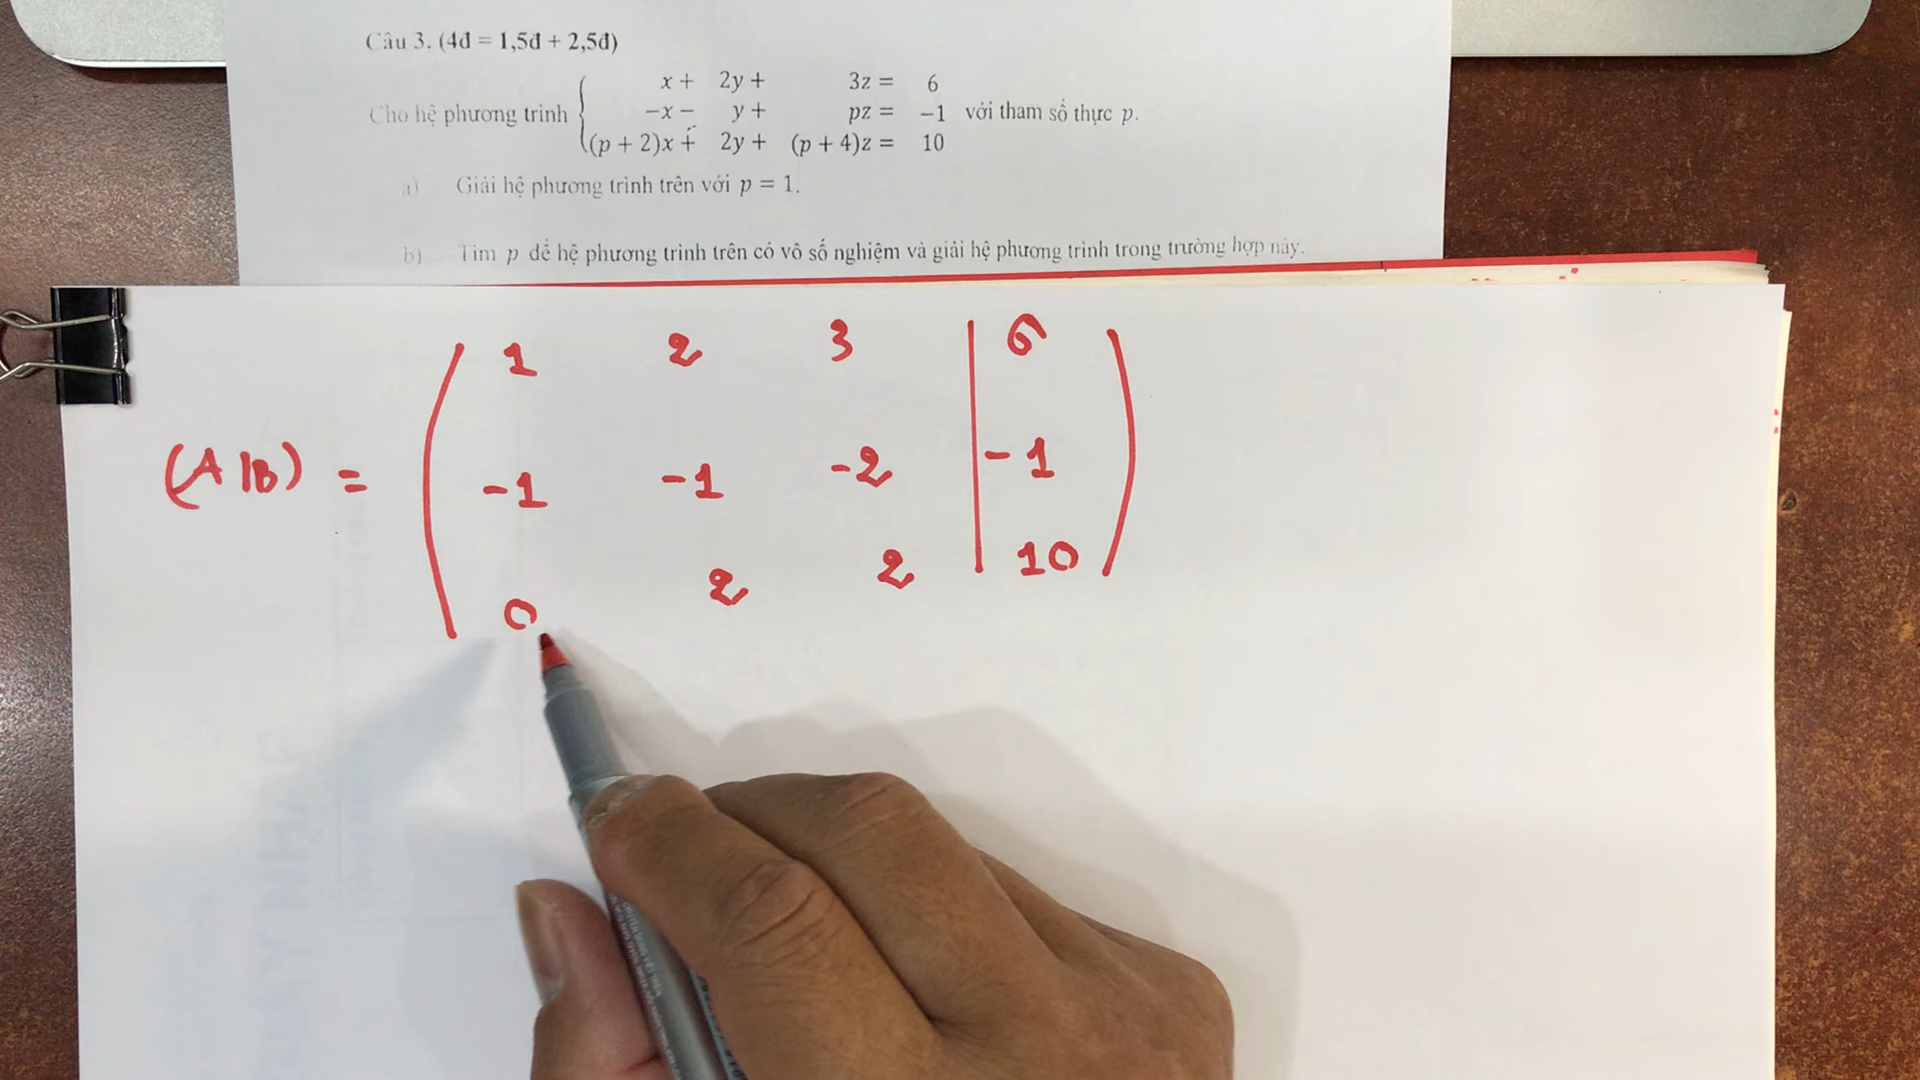 Câu 3. (4đ = 1,5đ + 2,5đ)
x + 2y + 3z = 6
Cho hệ phương trình −x − y + pz = −1 với tham số thực p.
(p + 2)x + 2y + (p + 4)z = 10
a) Giải hệ phương trình trên với p = 1.
b) Tìm p để hệ phương trình trên có vô số nghiệm và giải hệ phương trình trong trường hợp này.
1 2 3 | 6
(A|B) = -1 -1 -2 | -1
0 2 2 | 10